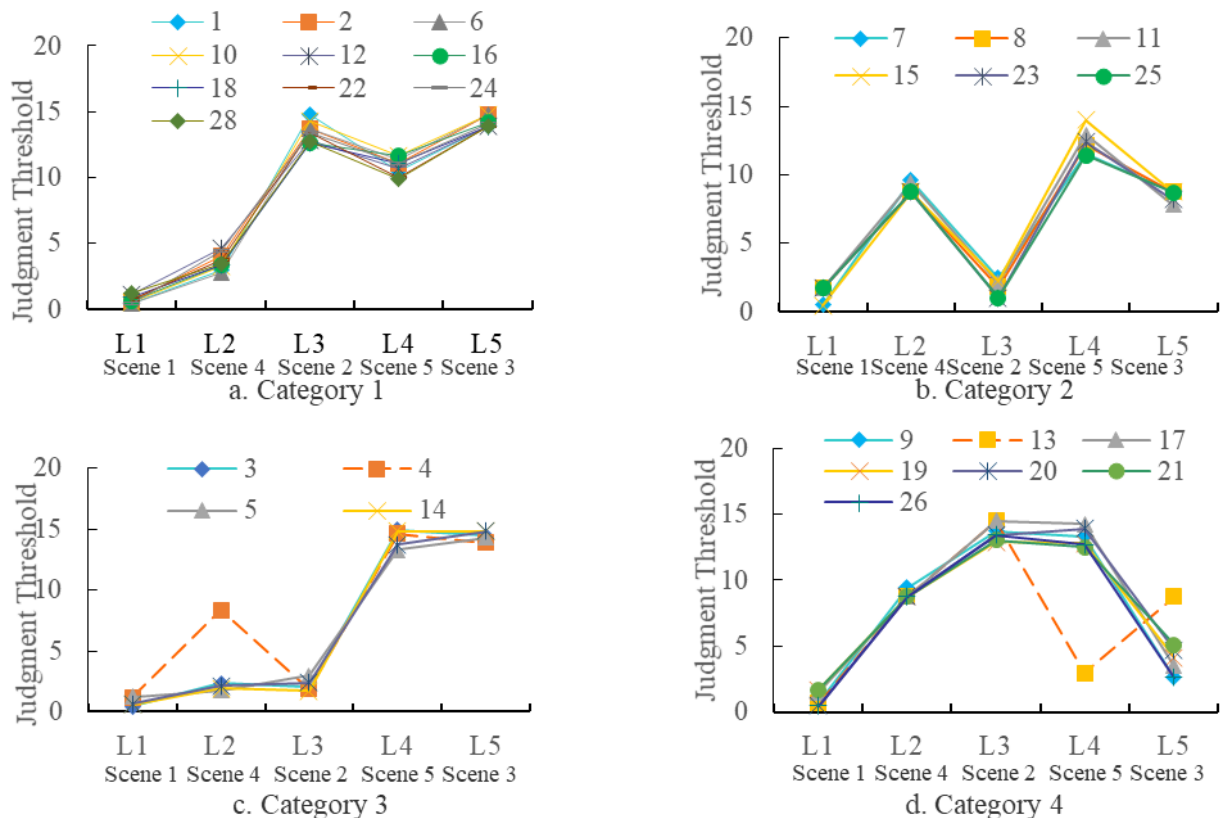 1 2 6
10 12 16
18 22 24
28
Judgment Threshold
20
15
10
5
0
L1 L2 L3 L4 L5
Scene 1 Scene 4 Scene 2 Scene 5 Scene 3
a. Category 1
7 8 11
15 23 25
Judgment Threshold
20
15
10
5
0
L1 L2 L3 L4 L5
Scene 1 Scene 4 Scene 2 Scene 5 Scene 3
b. Category 2
3 4
5 14
Judgment Threshold
20
15
10
5
0
L1 L2 L3 L4 L5
Scene 1 Scene 4 Scene 2 Scene 5 Scene 3
c. Category 3
9 13 17
19 20 21
26
Judgment Threshold
20
15
10
5
0
L1 L2 L3 L4 L5
Scene 1 Scene 4 Scene 2 Scene 5 Scene 3
d. Category 4